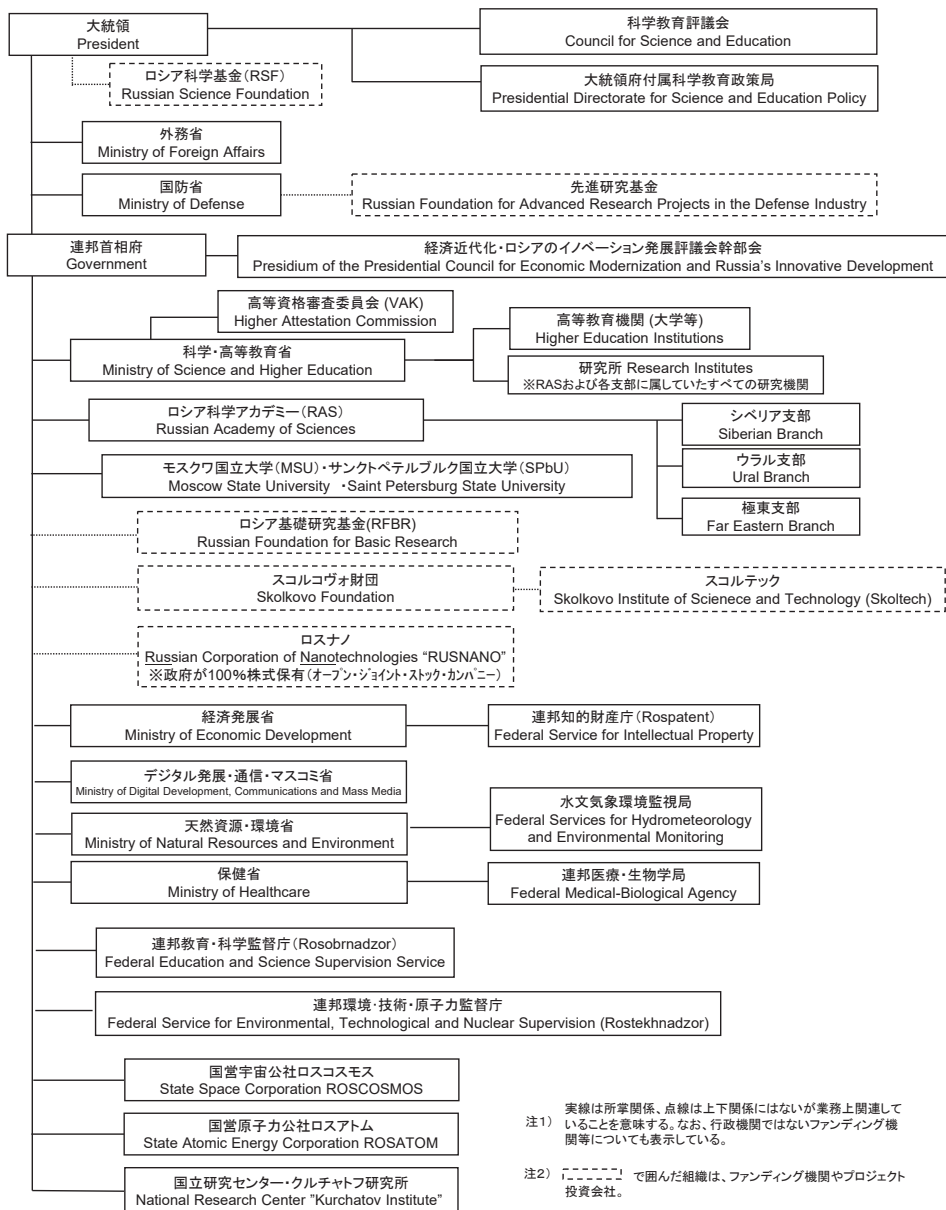 大統領
President
科学教育評議会
Council for Science and Education
ロシア科学基金(RSF)
Russian Science Foundation
大統領府付属科学教育政策局
Presidential Directorate for Science and Education Policy
外務省
Ministry of Foreign Affairs
国防省
Ministry of Defense
先進研究基金
Russian Foundation for Advanced Research Projects in the Defense Industry
連邦首相府
Government
経済近代化・ロシアのイノベーション発展評議会幹部会
Presidium of the Presidential Council for Economic Modernization and Russia's Innovative Development
高等資格審査委員会 (VAK)
Higher Attestation Commission
高等教育機関 (大学等)
Higher Education Institutions
科学・高等教育省
Ministry of Science and Higher Education
研究所 Research Institutes
※RASおよび各支部に属していたすべての研究機関
ロシア科学アカデミー(RAS)
Russian Academy of Sciences
シベリア支部
Siberian Branch
ウラル支部
Ural Branch
極東支部
Far Eastern Branch
モスクワ国立大学(MSU)・サンクトペテルブルク国立大学(SPbU)
Moscow State University ・Saint Petersburg State University
ロシア基礎研究基金(RFBR)
Russian Foundation for Basic Research
スコルコヴォ財団
Skolkovo Foundation
スコルテック
Skolkovo Institute of Scienece and Technology (Skoltech)
ロスナノ
Russian Corporation of Nanotechnologies “RUSNANO”
※政府が100%株式保有(オープン・ジョイント・ストック・カンパニー)
経済発展省
Ministry of Economic Development
連邦知的財産庁(Rospatent)
Federal Service for Intellectual Property
デジタル発展・通信・マスコミ省
Ministry of Digital Development, Communications and Mass Media
天然資源・環境省
Ministry of Natural Resources and Environment
水文気象環境監視局
Federal Services for Hydrometeorology
and Environmental Monitoring
保健省
Ministry of Healthcare
連邦医療・生物学局
Federal Medical-Biological Agency
連邦教育・科学監督庁(Rosobrnadzor)
Federal Education and Science Supervision Service
連邦環境・技術・原子力監督庁
Federal Service for Environmental, Technological and Nuclear Supervision (Rostekhnadzor)
国営宇宙公社ロスコスモス
State Space Corporation ROSCOSMOS
国営原子力公社ロスアトム
State Atomic Energy Corporation ROSATOM
国立研究センター・クルチャトフ研究所
National Research Center "Kurchatov Institute"
注1) 実線は所掌関係、点線は上下関係にはないが業務上関連して
いることを意味する。なお、行政機関ではないファンディング機
関等についても表示している。
注2) で囲んだ組織は、ファンディング機関やプロジェクト
投資会社。